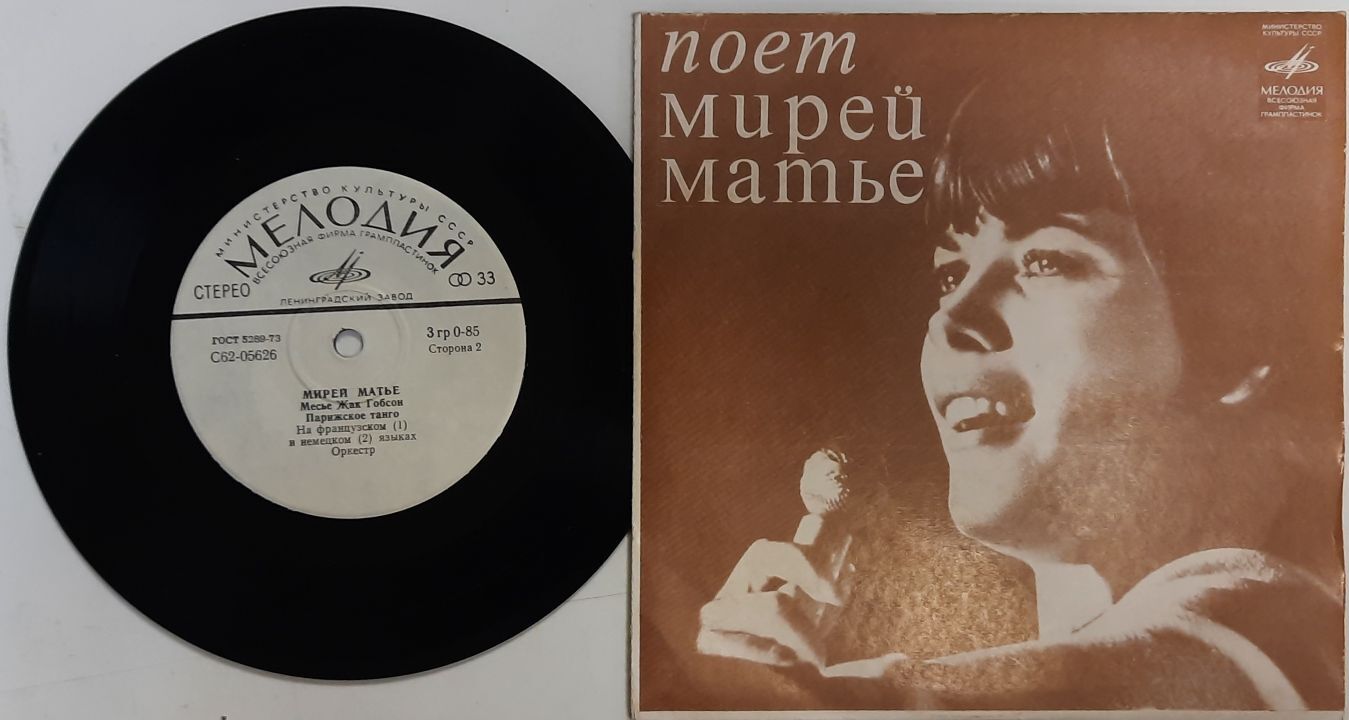 МИНИСТЕРСТВО КУЛЬТУРЫ СССР
МЕЛОДИЯ
ВСЕСОЮЗНАЯ ФИРМА ГРАМПЛАСТИНОК
СТЕРЕО
33
ЛЕНИНГРАДСКИЙ ЗАВОД
ГОСТ 5289-73
С62-05626
3 гр 0-85
Сторона 2
МИРЕЙ МАТЬЕ
Месье Жак Гобсон
Парижское танго
На французском (1)
и немецком (2) языках
Оркестр
поет
мирей
матье
МИНИСТЕРСТВО
КУЛЬТУРЫ СССР
МЕЛОДИЯ
ВСЕСОЮЗНАЯ
ФИРМА
ГРАМПЛАСТИНОК